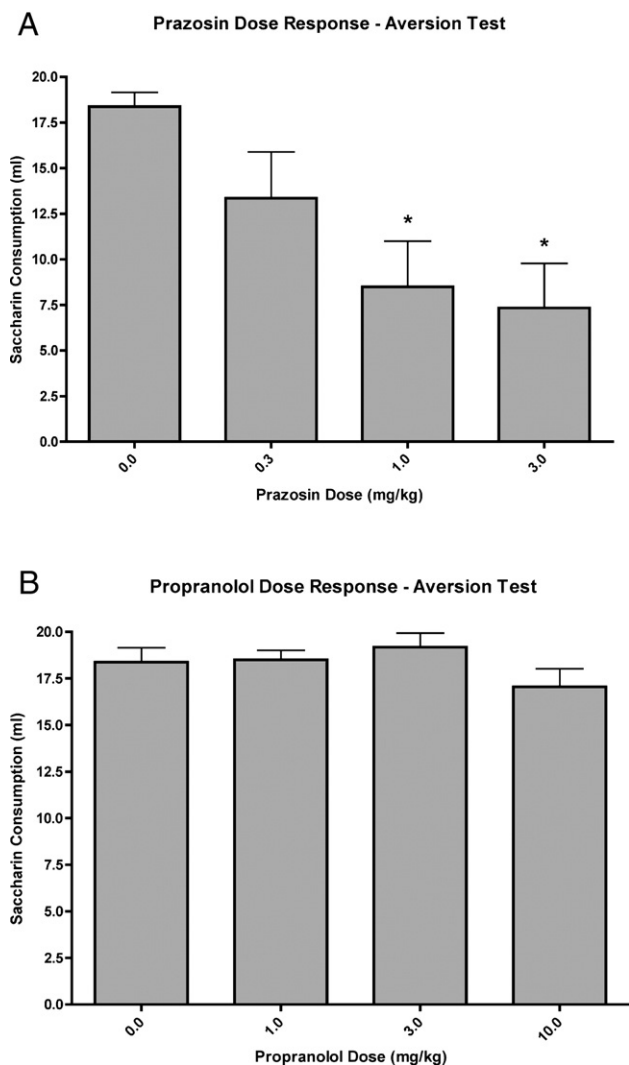 A
Prazosin Dose Response - Aversion Test
Saccharin Consumption (ml)
20.0
17.5
15.0
12.5
10.0
7.5
5.0
2.5
0.0
*
*
0.0 0.3 1.0 3.0
Prazosin Dose (mg/kg)
B
Propranolol Dose Response - Aversion Test
Saccharin Consumption (ml)
20.0
17.5
15.0
12.5
10.0
7.5
5.0
2.5
0.0
0.0 1.0 3.0 10.0
Propranolol Dose (mg/kg)